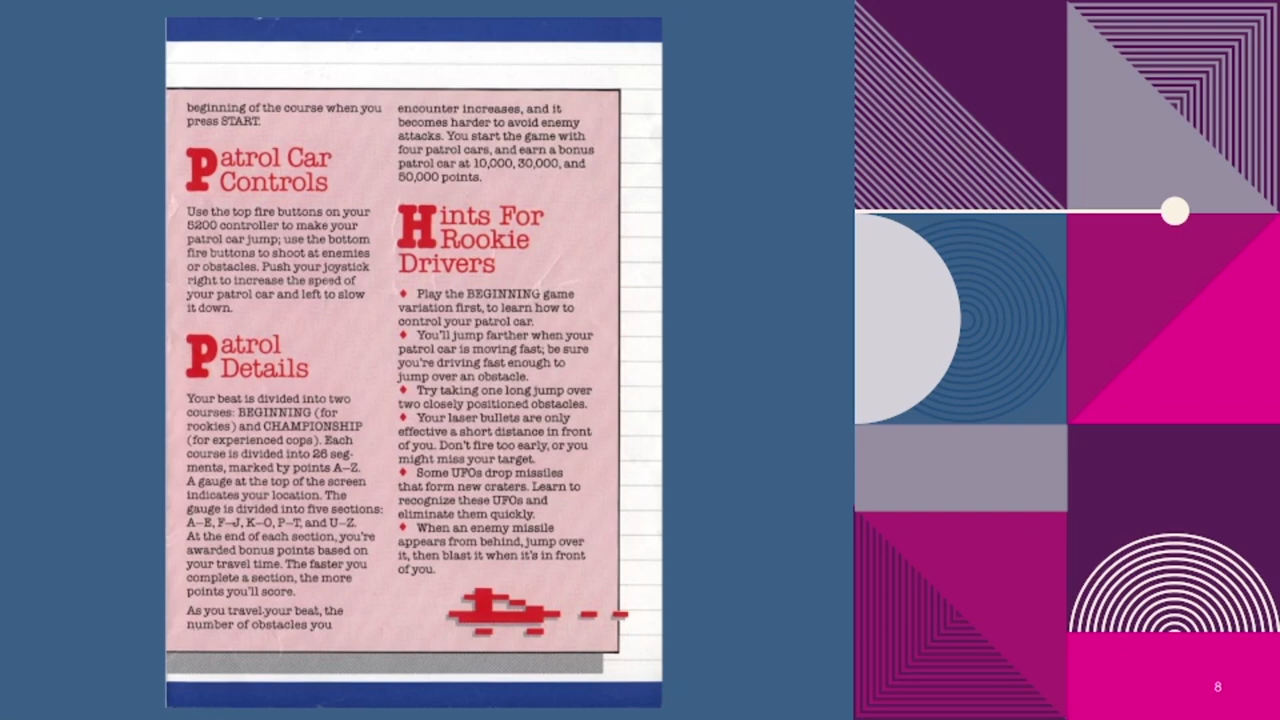 beginning of the course when you
press START.
Patrol Car
Controls
Use the top fire buttons on your
5200 controller to make your
patrol car jump; use the bottom
fire buttons to shoot at enemies
or obstacles. Push your joystick
right to increase the speed of
your patrol car and left to slow
it down.
Patrol
Details
Your beat is divided into two
courses: BEGINNING (for
rookies) and CHAMPIONSHIP
(for experienced cops). Each
course is divided into 26 seg-
ments, marked by points A–Z.
A gauge at the top of the screen
indicates your location. The
gauge is divided into five sections:
A–E, F–J, K–O, P–T, and U–Z.
At the end of each section, you're
awarded bonus points based on
your travel time. The faster you
complete a section, the more
points you'll score.
As you travel your beat, the
number of obstacles you
encounter increases, and it
becomes harder to avoid enemy
attacks. You start the game with
four patrol cars, and earn a bonus
patrol car at 10,000, 30,000, and
50,000 points.
Hints For
Rookie
Drivers
♦ Play the BEGINNING game
variation first, to learn how to
control your patrol car.
♦ You'll jump farther when your
patrol car is moving fast; be sure
you're driving fast enough to
jump over an obstacle.
♦ Try taking one long jump over
two closely positioned obstacles.
♦ Your laser bullets are only
effective a short distance in front
of you. Don't fire too early, or you
might miss your target.
♦ Some UFOs drop missiles
that form new craters. Learn to
recognize these UFOs and
eliminate them quickly.
♦ When an enemy missile
appears from behind, jump over
it, then blast it when it's in front
of you.
8